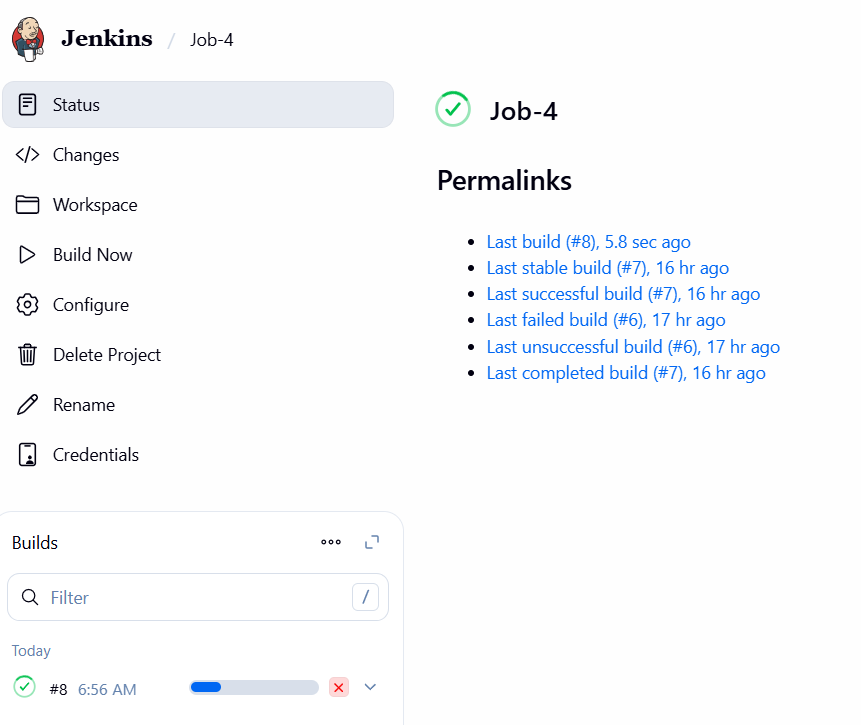 Jenkins / Job-4
Status
Changes
Workspace
Build Now
Configure
Delete Project
Rename
Credentials
Job-4
Permalinks
Last build (#8), 5.8 sec ago
Last stable build (#7), 16 hr ago
Last successful build (#7), 16 hr ago
Last failed build (#6), 17 hr ago
Last unsuccessful build (#6), 17 hr ago
Last completed build (#7), 16 hr ago
Builds
Filter /
Today
#8 6:56 AM